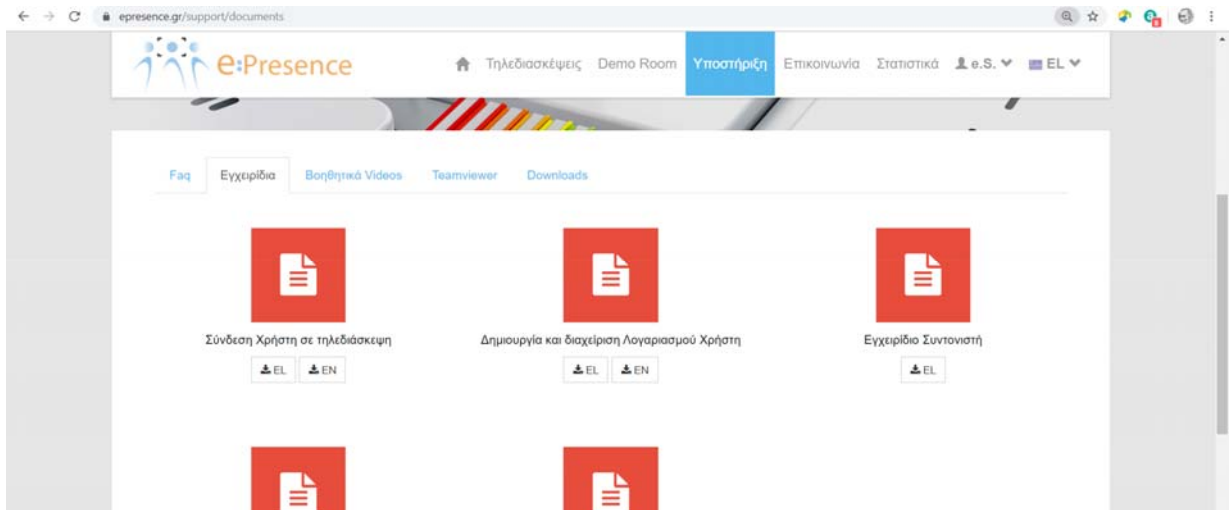 epresence.gr/support/documents
e:Presence
Τηλεδιασκέψεις Demo Room Υποστήριξη Επικοινωνία Στατιστικά e.S. EL
Faq Εγχειρίδια Βοηθητικά Videos Teamviewer Downloads
Σύνδεση Χρήστη σε τηλεδιάσκεψη Δημιουργία και διαχείριση Λογαριασμού Χρήστη Εγχειρίδιο Συντονιστή
EL EN EL EN EL